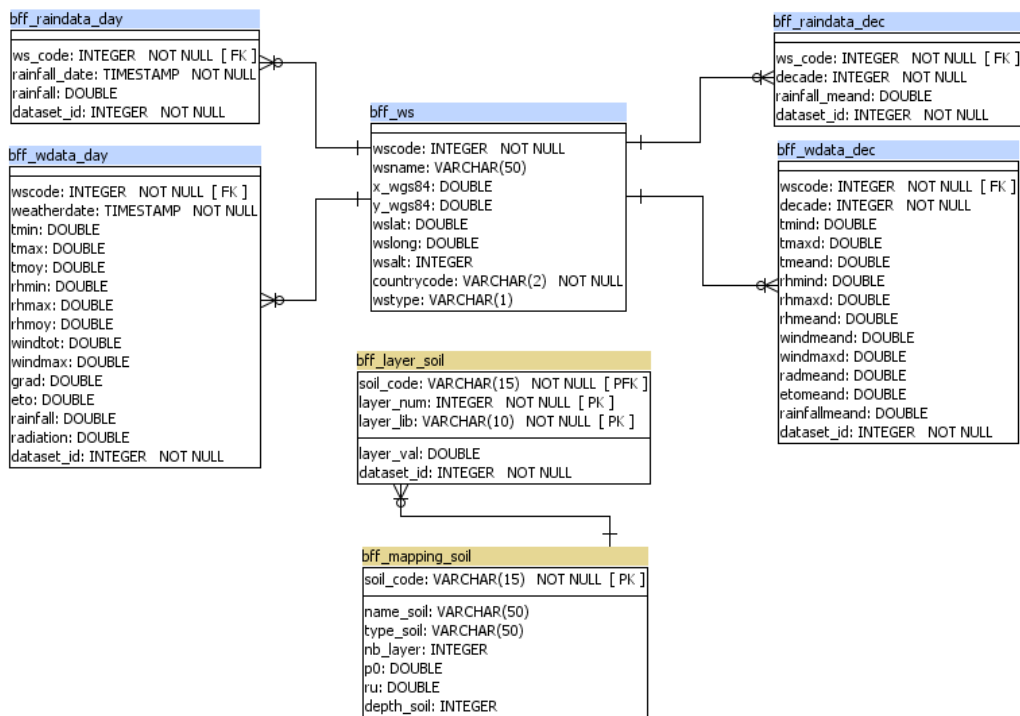 bff_raindata_day
ws_code: INTEGER NOT NULL [ FK ]
rainfall_date: TIMESTAMP NOT NULL
rainfall: DOUBLE
dataset_id: INTEGER NOT NULL
bff_wdata_day
wscode: INTEGER NOT NULL [ FK ]
weatherdate: TIMESTAMP NOT NULL
tmin: DOUBLE
tmax: DOUBLE
tmoy: DOUBLE
rhmin: DOUBLE
rhmax: DOUBLE
rhmoy: DOUBLE
windtot: DOUBLE
windmax: DOUBLE
grad: DOUBLE
eto: DOUBLE
rainfall: DOUBLE
radiation: DOUBLE
dataset_id: INTEGER NOT NULL
bff_ws
wscode: INTEGER NOT NULL
wsname: VARCHAR(50)
x_wgs84: DOUBLE
y_wgs84: DOUBLE
wslat: DOUBLE
wslong: DOUBLE
wsalt: INTEGER
countrycode: VARCHAR(2) NOT NULL
wstype: VARCHAR(1)
bff_raindata_dec
ws_code: INTEGER NOT NULL [ FK ]
decade: INTEGER NOT NULL
rainfall_meand: DOUBLE
dataset_id: INTEGER NOT NULL
bff_wdata_dec
wscode: INTEGER NOT NULL [ FK ]
decade: INTEGER NOT NULL
tmind: DOUBLE
tmaxd: DOUBLE
tmeand: DOUBLE
rhmind: DOUBLE
rhmaxd: DOUBLE
rhmeand: DOUBLE
windmeand: DOUBLE
windmaxd: DOUBLE
radmeand: DOUBLE
etomeand: DOUBLE
rainfallmeand: DOUBLE
dataset_id: INTEGER NOT NULL
bff_layer_soil
soil_code: VARCHAR(15) NOT NULL [ PFK ]
layer_num: INTEGER NOT NULL [ PK ]
layer_lib: VARCHAR(10) NOT NULL [ PK ]
layer_val: DOUBLE
dataset_id: INTEGER NOT NULL
bff_mapping_soil
soil_code: VARCHAR(15) NOT NULL [ PK ]
name_soil: VARCHAR(50)
type_soil: VARCHAR(50)
nb_layer: INTEGER
p0: DOUBLE
ru: DOUBLE
depth_soil: INTEGER